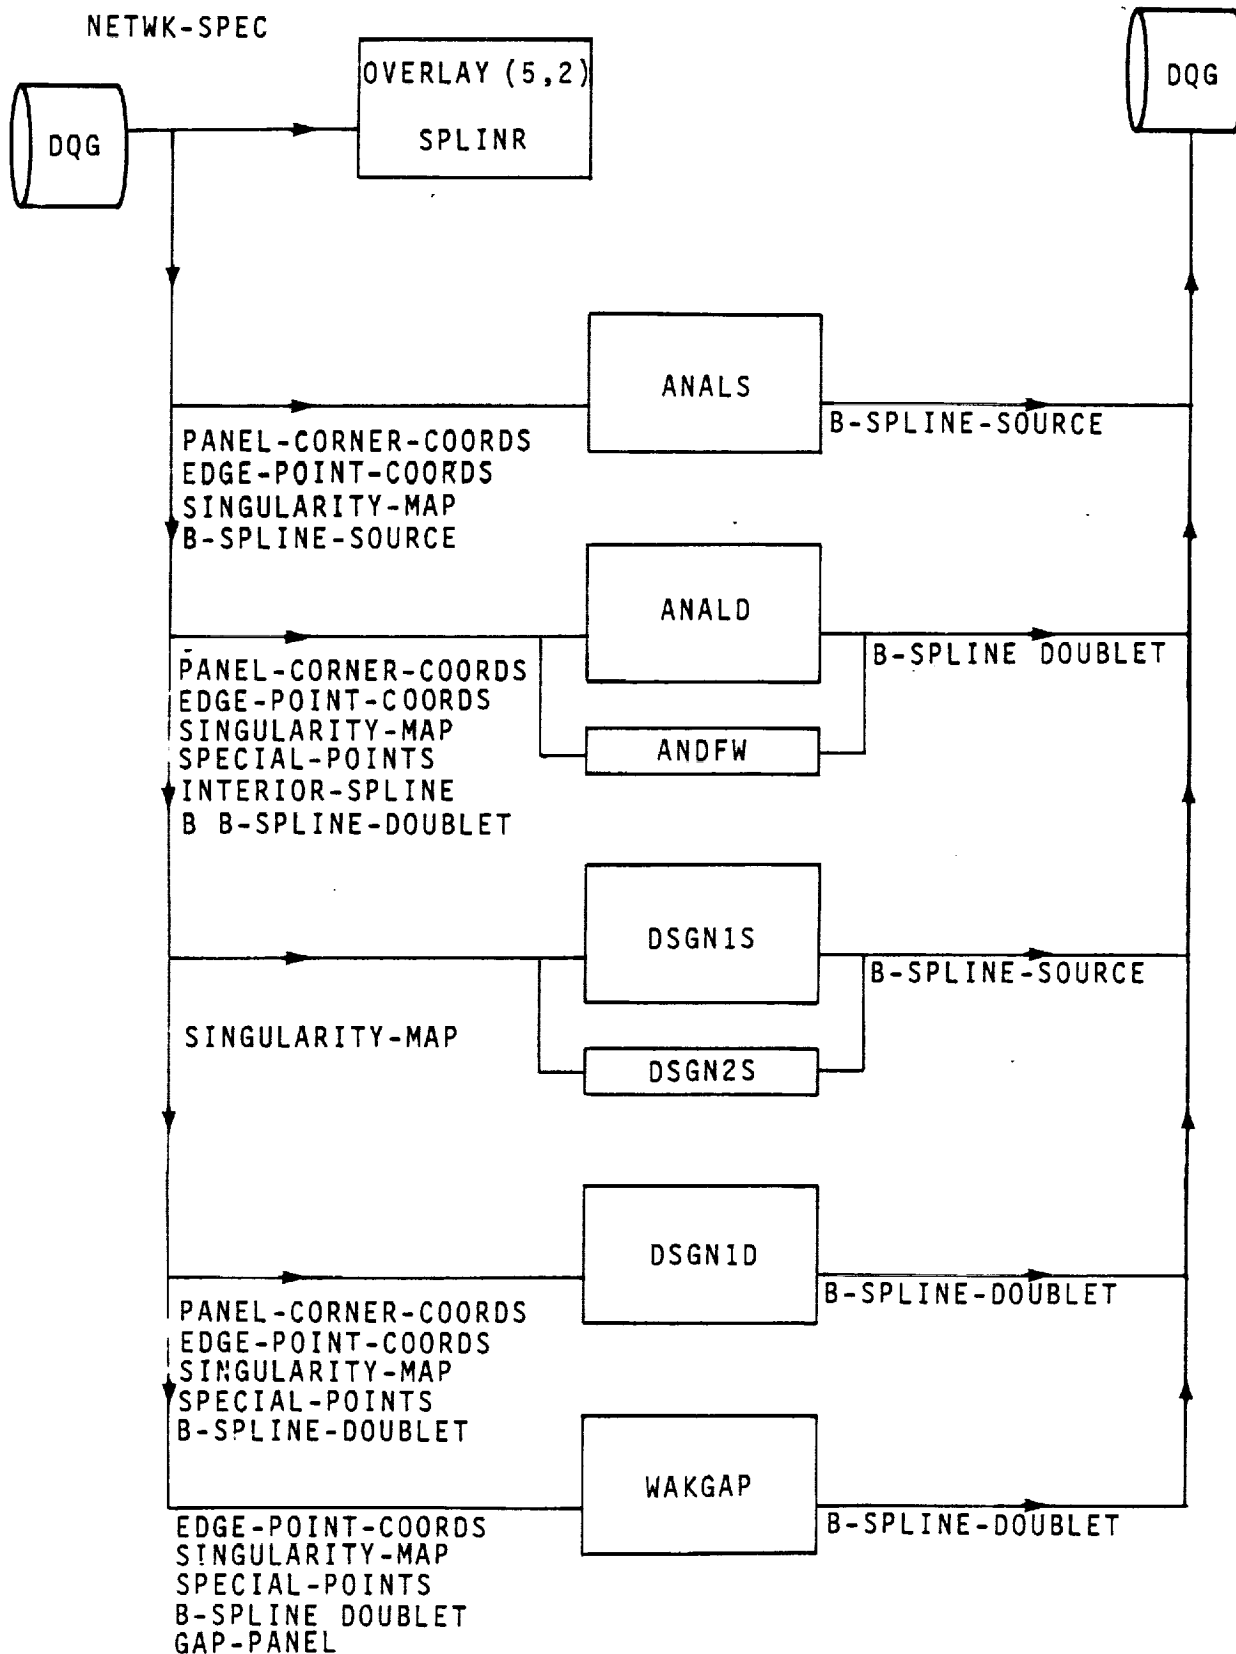 NETWK-SPEC
OVERLAY (5,2)
SPLINR
DQG
DQG
ANALS
B-SPLINE-SOURCE
PANEL-CORNER-COORDS
EDGE-POINT-COORDS
SINGULARITY-MAP
B-SPLINE-SOURCE
ANALD
B-SPLINE DOUBLET
PANEL-CORNER-COORDS
EDGE-POINT-COORDS
SINGULARITY-MAP
SPECIAL-POINTS
INTERIOR-SPLINE
B B-SPLINE-DOUBLET
ANDFW
DSGN1S
B-SPLINE-SOURCE
SINGULARITY-MAP
DSGN2S
DSGN1D
B-SPLINE-DOUBLET
PANEL-CORNER-COORDS
EDGE-POINT-COORDS
SINGULARITY-MAP
SPECIAL-POINTS
B-SPLINE-DOUBLET
WAKGAP
B-SPLINE-DOUBLET
EDGE-POINT-COORDS
SINGULARITY-MAP
SPECIAL-POINTS
B-SPLINE DOUBLET
GAP-PANEL